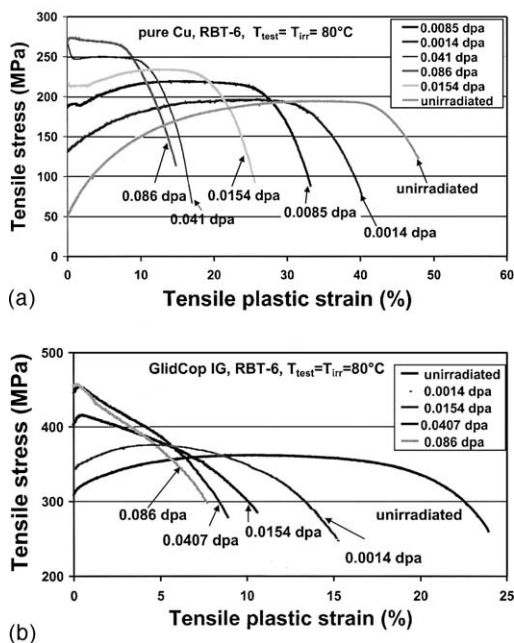 pure Cu, RBT-6, Ttest= Tirr= 80°C
0.0085 dpa
0.0014 dpa
0.041 dpa
0.086 dpa
0.0154 dpa
unirradiated
Tensile stress (MPa)
300
250
200
150
100
50
0
0.086 dpa
0.041 dpa
0.0154 dpa
0.0085 dpa
0.0014 dpa
unirradiated
0 10 20 30 40 50 60
(a)
Tensile plastic strain (%)
GlidCop IG, RBT-6, Ttest=Tirr=80°C
unirradiated
0.0014 dpa
0.0154 dpa
0.0407 dpa
0.086 dpa
Tensile stress (MPa)
500
400
300
200
0.086 dpa
0.0407 dpa
0.0154 dpa
0.0014 dpa
unirradiated
0 5 10 15 20 25
(b)
Tensile plastic strain (%)